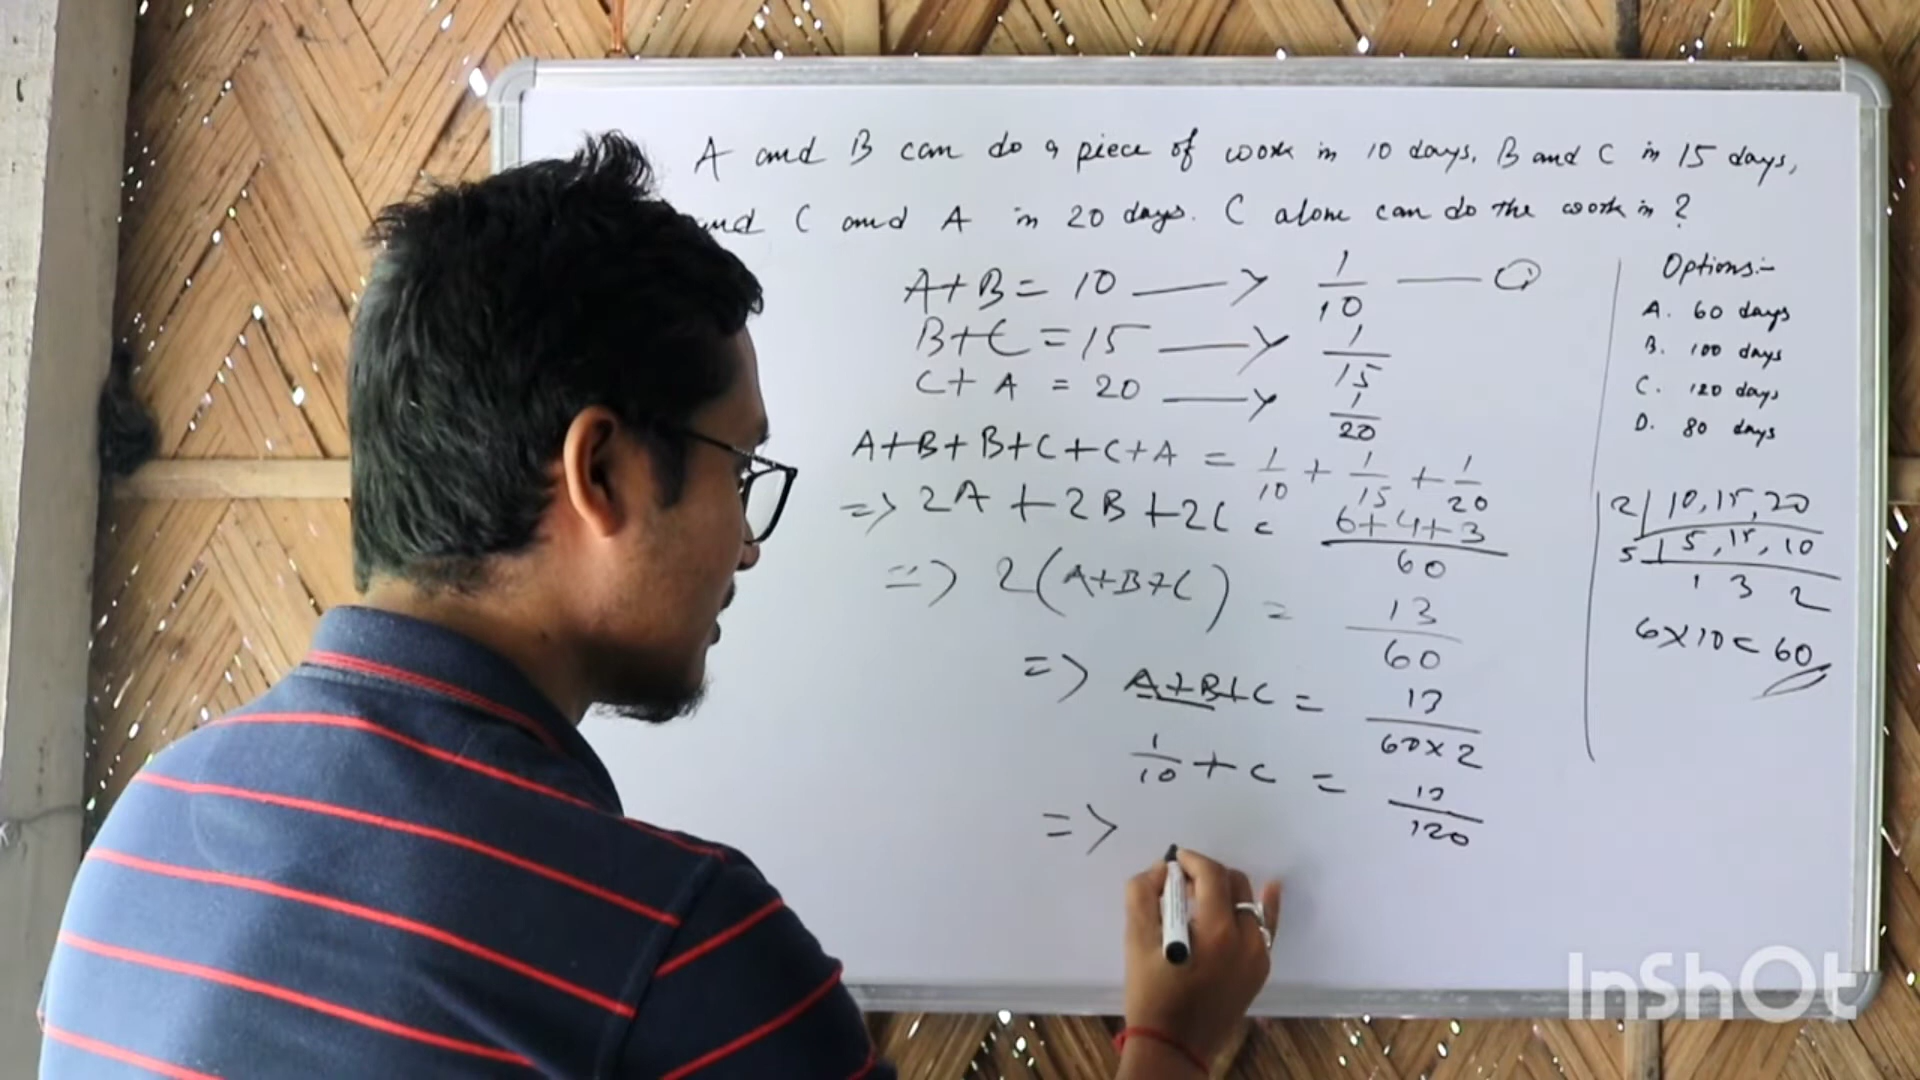 A and B can do a piece of work in 10 days. B and C in 15 days,
and C and A in 20 days. C alone can do the work in ?
A+B = 10 → 1/10 — ①
B+C = 15 → 1/15
C+A = 20 → 1/20
A+B+B+C+C+A = 1/10 + 1/15 + 1/20
=> 2A + 2B + 2C = 6+4+3/60
=> 2(A+B+C) = 13/60
=> A+B+C = 13/60×2
1/10 + C = 13/120
=>
Options:-
A. 60 days
B. 100 days
C. 120 days
D. 80 days
2 | 10, 15, 20
5 | 5, 15, 10
1 3 2
6×10 = 60
InShOt